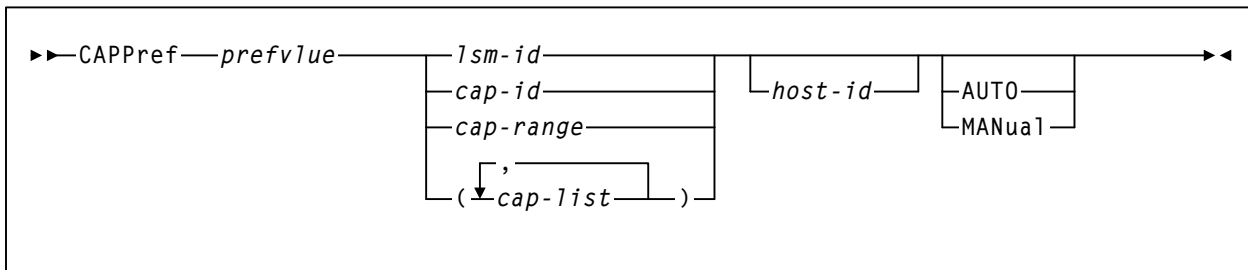 CAPPref prefvlue lsm-id
cap-id host-id AUTO
cap-range MANual
,
( cap-list )